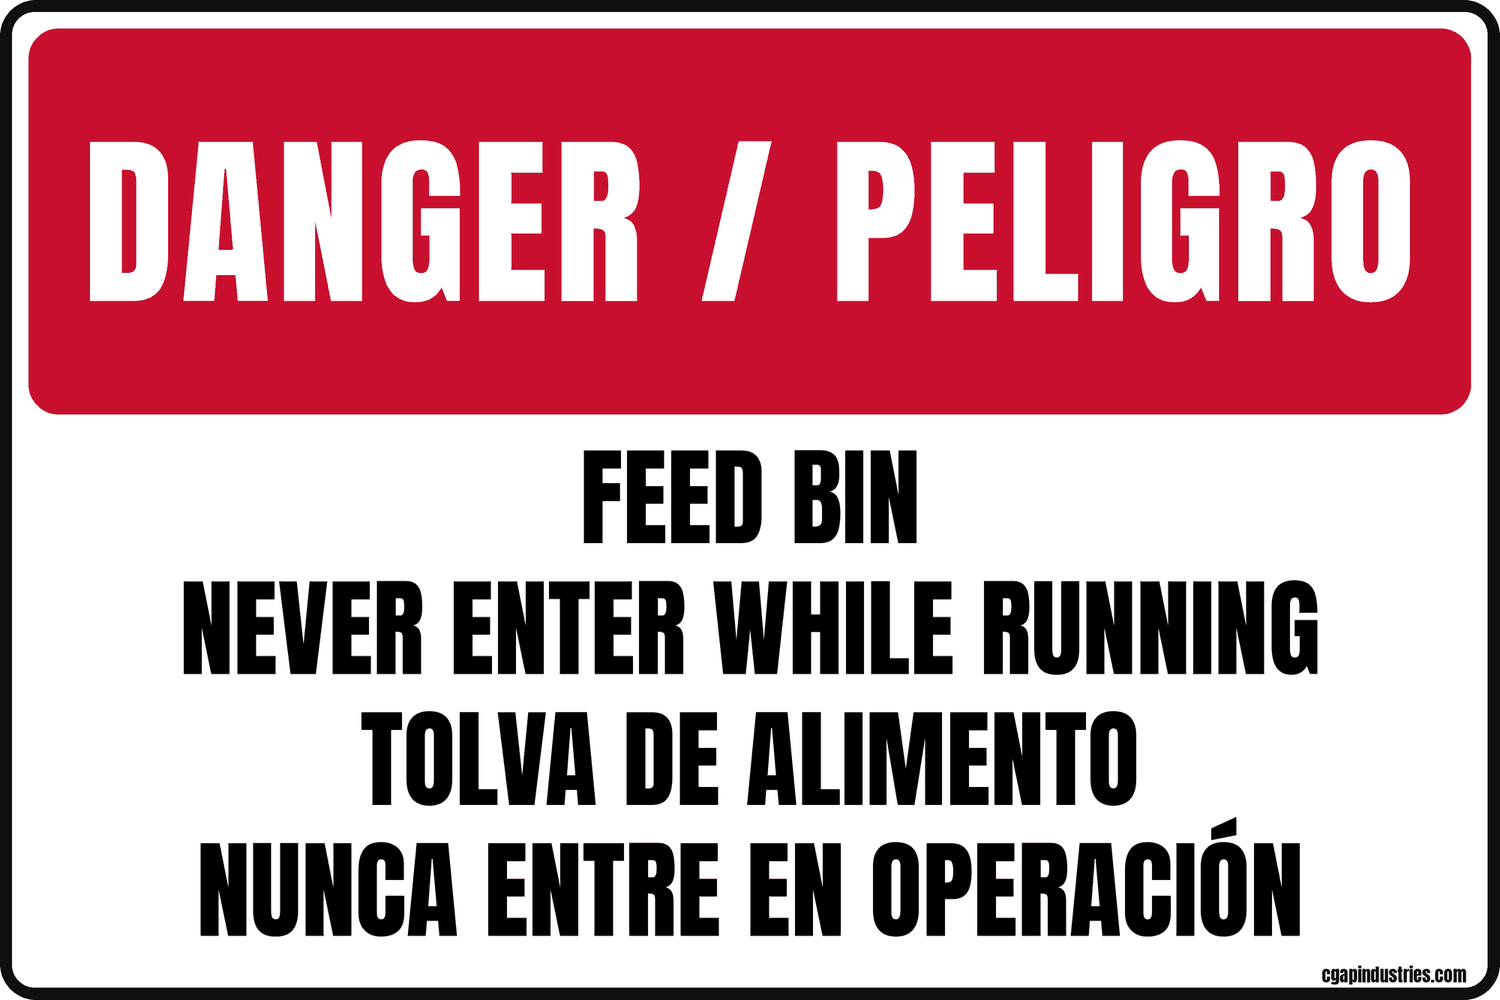 DANGER / PELIGRO
FEED BIN
NEVER ENTER WHILE RUNNING
TOLVA DE ALIMENTO
NUNCA ENTRE EN OPERACIÓN
cgapindustries.com